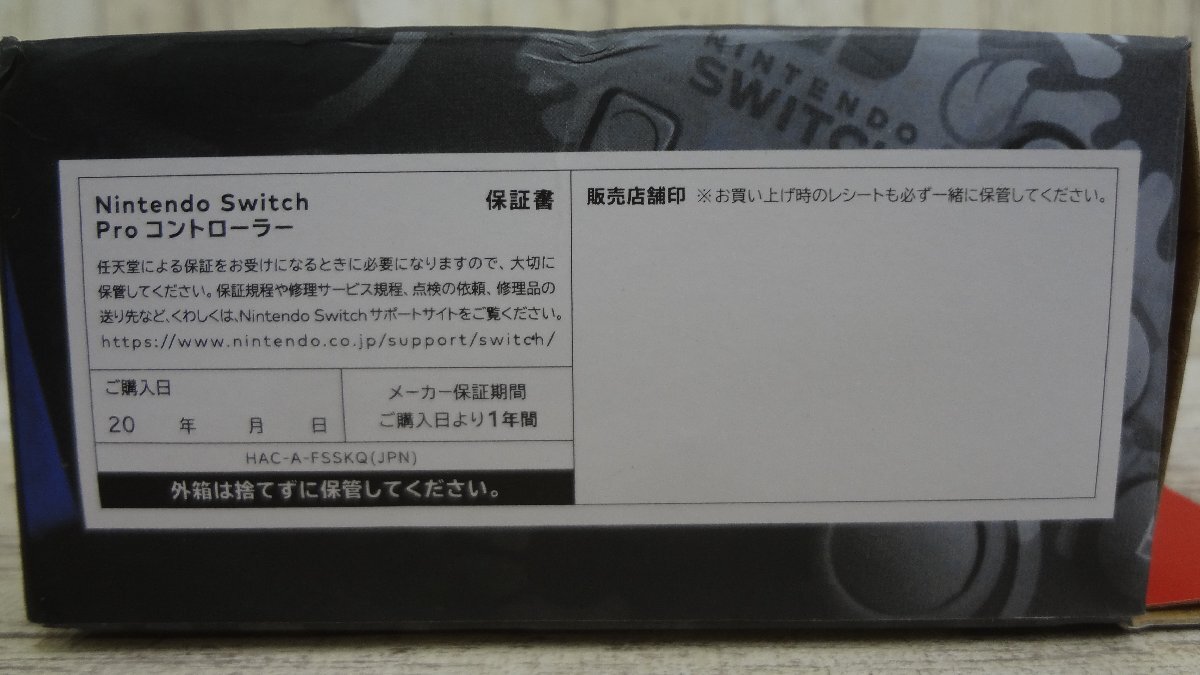 NINTENDO
SWITCH
Nintendo Switch
Pro コントローラー
保証書
任天堂による保証をお受けになるときに必要になりますので、大切に
保管してください。保証規程や修理サービス規程、点検の依頼、修理品の
送り先など、くわしくは、Nintendo Switchサポートサイトをご覧ください。
https://www.nintendo.co.jp/support/switch/
ご購入日
20 年 月 日
メーカー保証期間
ご購入日より1年間
HAC-A-FSSKQ(JPN)
外箱は捨てずに保管してください。
販売店舗印 ※お買い上げ時のレシートも必ず一緒に保管してください。